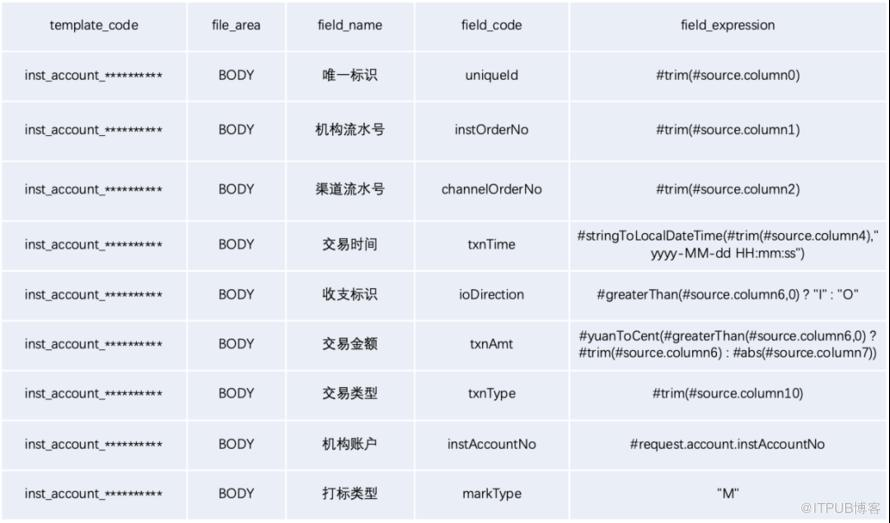 template_code file_area field_name field_code field_expression
inst_account_********** BODY 唯一标识 uniqueId #trim(#source.column0)
inst_account_********** BODY 机构流水号 instOrderNo #trim(#source.column1)
inst_account_********** BODY 渠道流水号 channelOrderNo #trim(#source.column2)
inst_account_********** BODY 交易时间 txnTime #stringToLocalDateTime(#trim(#source.column4),"
yyyy-MM-dd HH:mm:ss")
inst_account_********** BODY 收支标识 ioDirection #greaterThan(#source.column6,0) ? "I" : "O"
inst_account_********** BODY 交易金额 txnAmt #yuanToCent(#greaterThan(#source.column6,0) ?
#trim(#source.column6) : #abs(#source.column7))
inst_account_********** BODY 交易类型 txnType #trim(#source.column10)
inst_account_********** BODY 机构账户 instAccountNo #request.account.instAccountNo
inst_account_********** BODY 打标类型 markType "M"
@ITPUB博客